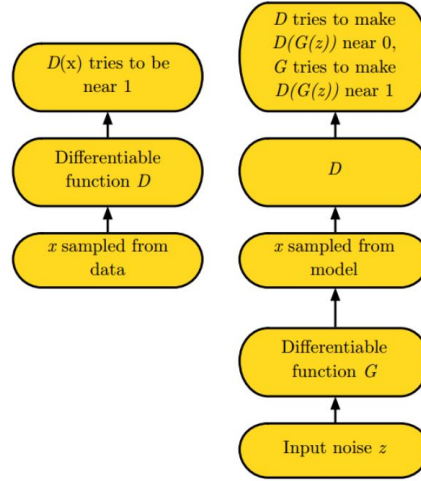 D(x) tries to be
near 1
Differentiable
function D
x sampled from
data
D tries to make
D(G(z)) near 0,
G tries to make
D(G(z)) near 1
D
x sampled from
model
Differentiable
function G
Input noise z